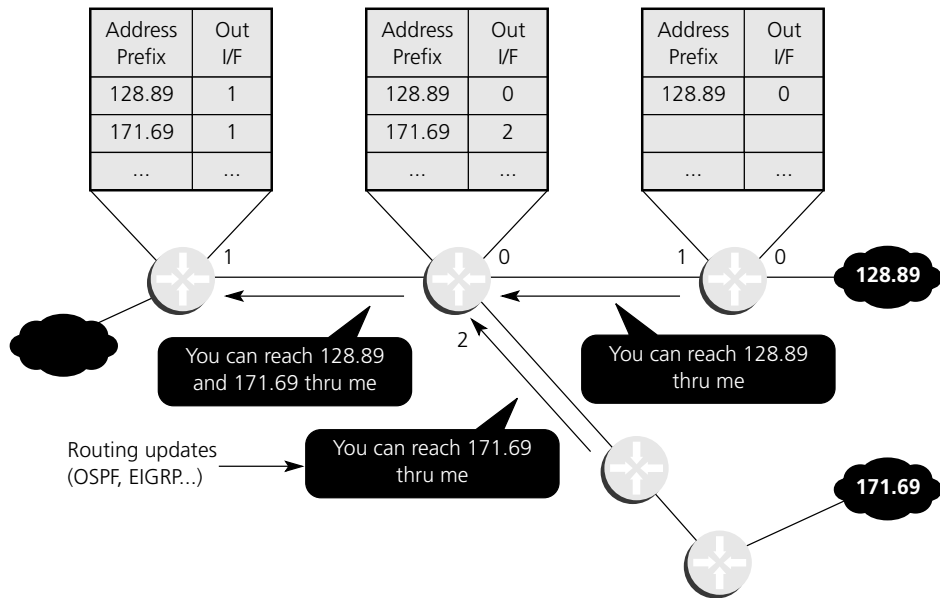 Address Prefix Out I/F
128.89 1
171.69 1
... ...
Address Prefix Out I/F
128.89 0
171.69 2
... ...
Address Prefix Out I/F
128.89 0
... ...
1
0
1
0
128.89
You can reach 128.89
and 171.69 thru me
2
You can reach 128.89
thru me
Routing updates
(OSPF, EIGRP...)
You can reach 171.69
thru me
171.69